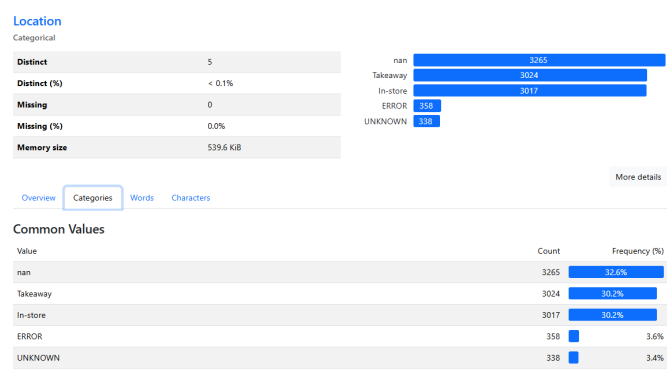 Location
Categorical
Distinct 5
Distinct (%) < 0.1%
Missing 0
Missing (%) 0.0%
Memory size 539.6 KiB
nan 3265
Takeaway 3024
In-store 3017
ERROR 358
UNKNOWN 338
More details
Overview Categories Words Characters
Common Values
Value Count Frequency (%)
nan 3265 32.6%
Takeaway 3024 30.2%
In-store 3017 30.2%
ERROR 358 3.6%
UNKNOWN 338 3.4%